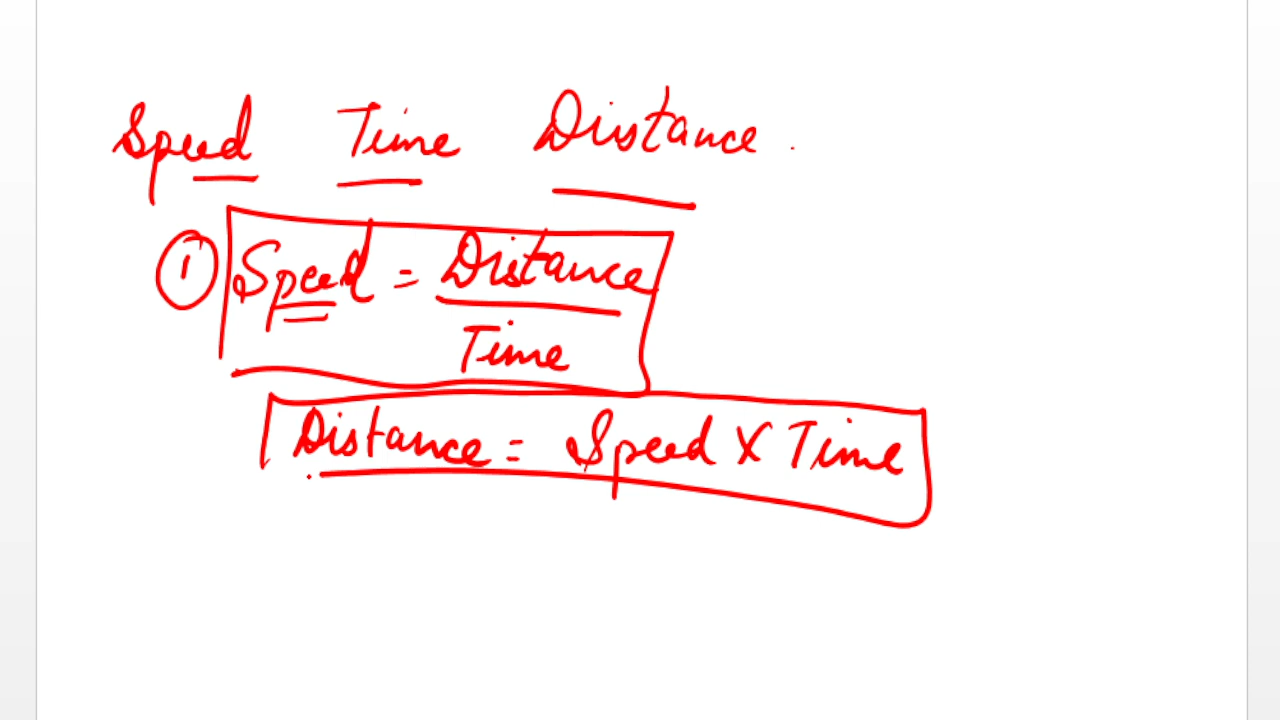 Speed Time Distance.
① Speed = Distance
Time
Distance = Speed X Time